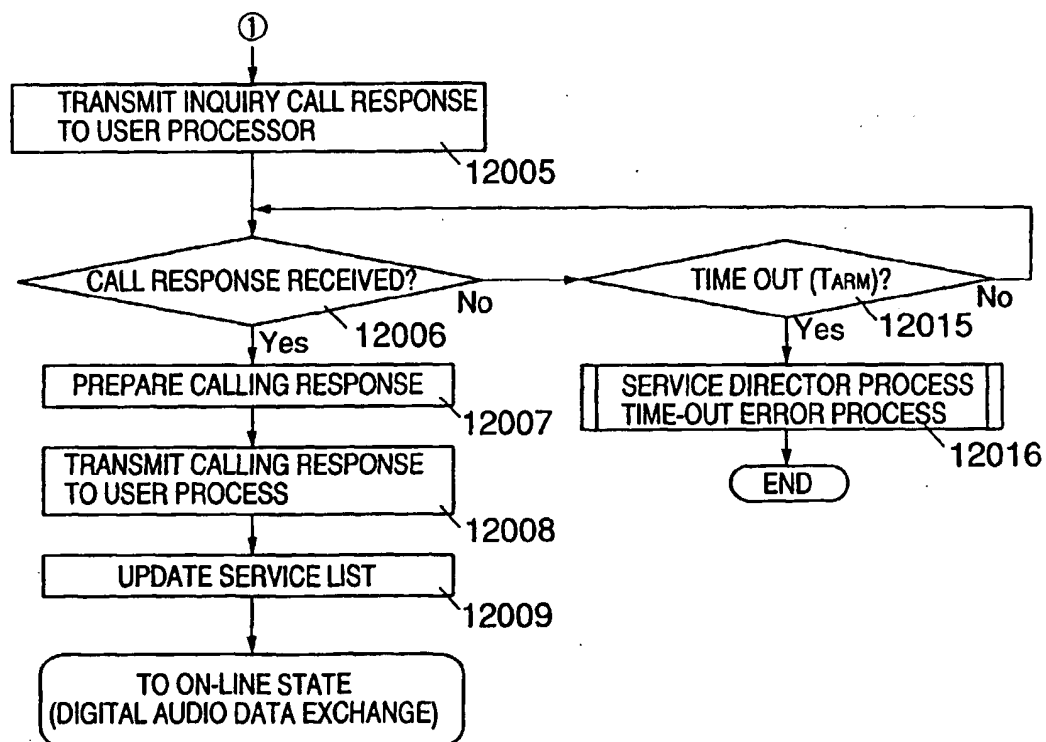 ①
TRANSMIT INQUIRY CALL RESPONSE
TO USER PROCESSOR
12005
CALL RESPONSE RECEIVED?
No
12006
Yes
TIME OUT (TARM)?
No
12015
Yes
PREPARE CALLING RESPONSE
12007
SERVICE DIRECTOR PROCESS
TIME-OUT ERROR PROCESS
12016
END
TRANSMIT CALLING RESPONSE
TO USER PROCESS
12008
UPDATE SERVICE LIST
12009
TO ON-LINE STATE
(DIGITAL AUDIO DATA EXCHANGE)